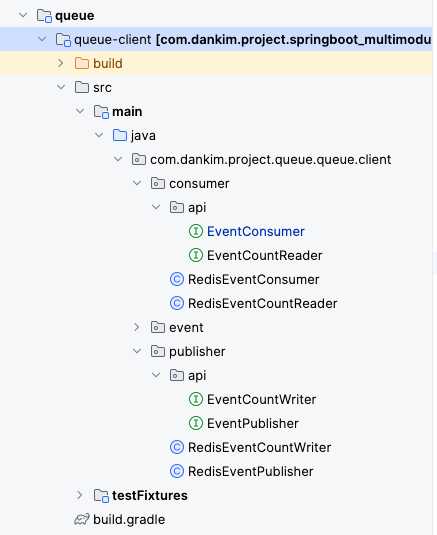 queue
queue-client [com.dankim.project.springboot_multimodu
build
src
main
java
com.dankim.project.queue.queue.client
consumer
api
EventConsumer
EventCountReader
RedisEventConsumer
RedisEventCountReader
event
publisher
api
EventCountWriter
EventPublisher
RedisEventCountWriter
RedisEventPublisher
testFixtures
build.gradle